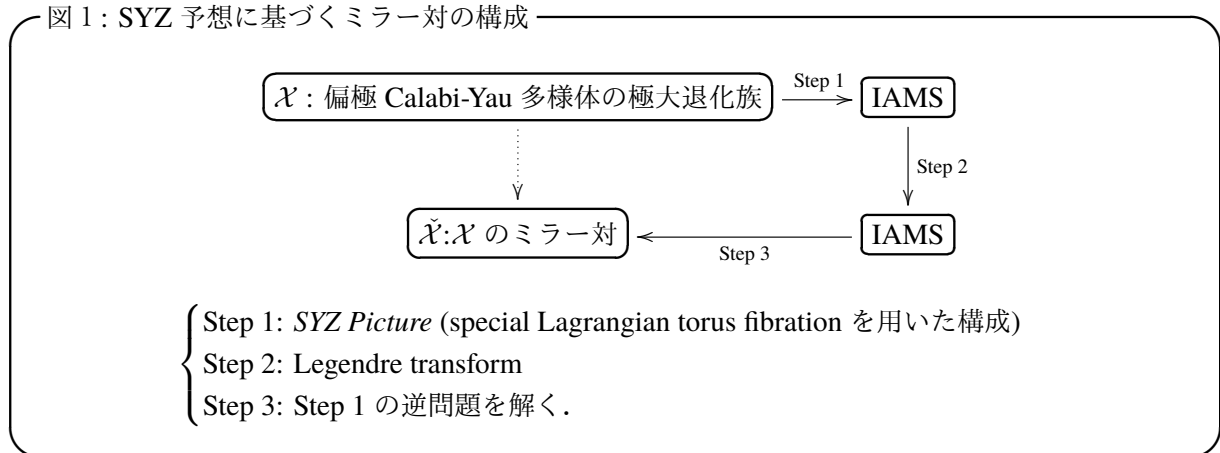 図1 : SYZ 予想に基づくミラー対の構成
𝒳 : 偏極 Calabi-Yau 多様体の極大退化族
Step 1
IAMS
Step 2
𝒳̌:𝒳 のミラー対
Step 3
IAMS
Step 1: SYZ Picture (special Lagrangian torus fibration を用いた構成)
Step 2: Legendre transform
Step 3: Step 1 の逆問題を解く.